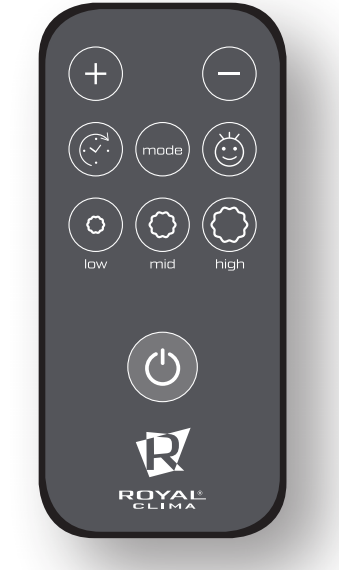 + −
mode
low mid high
R
ROYAL®
CLIMA